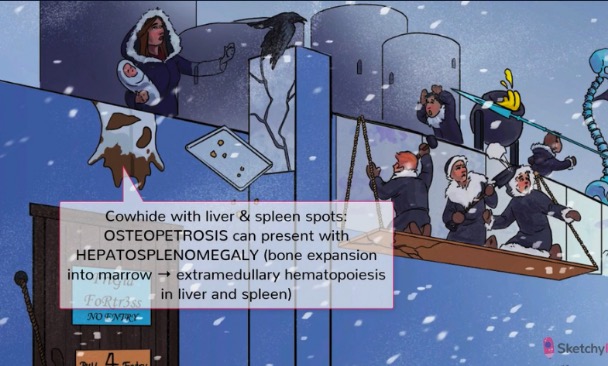 Cowhide with liver & spleen spots:
OSTEOPETROSIS can present with
HEPATOSPLENOMEGALY (bone expansion
into marrow → extramedullary hematopoiesis
in liver and spleen)
FoRtr3ss
NO ENTRY
4
Sketchy